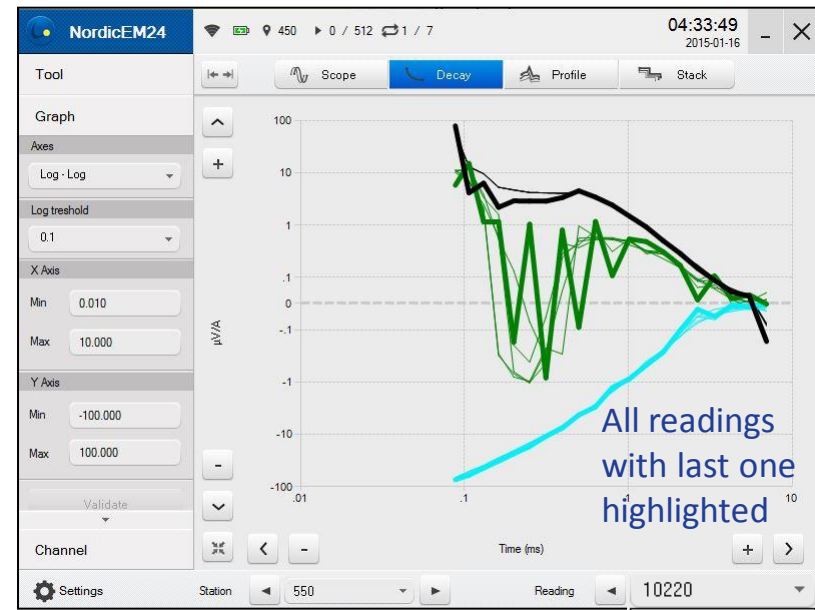 NordicEM24
450
0 / 512
1 / 7
04:33:49
2015-01-16
Tool
Scope
Decay
Profile
Stack
Graph
Axes
Log - Log
Log treshold
0.1
X Axis
Min 0.010
Max 10.000
Y Axis
Min -100.000
Max 100.000
Validate
Channel
Settings
100
10
1
.1
0
-.1
-1
-10
-100
µV/A
.01
.1
1
10
Time (ms)
All readings
with last one
highlighted
Station
550
Reading
10220